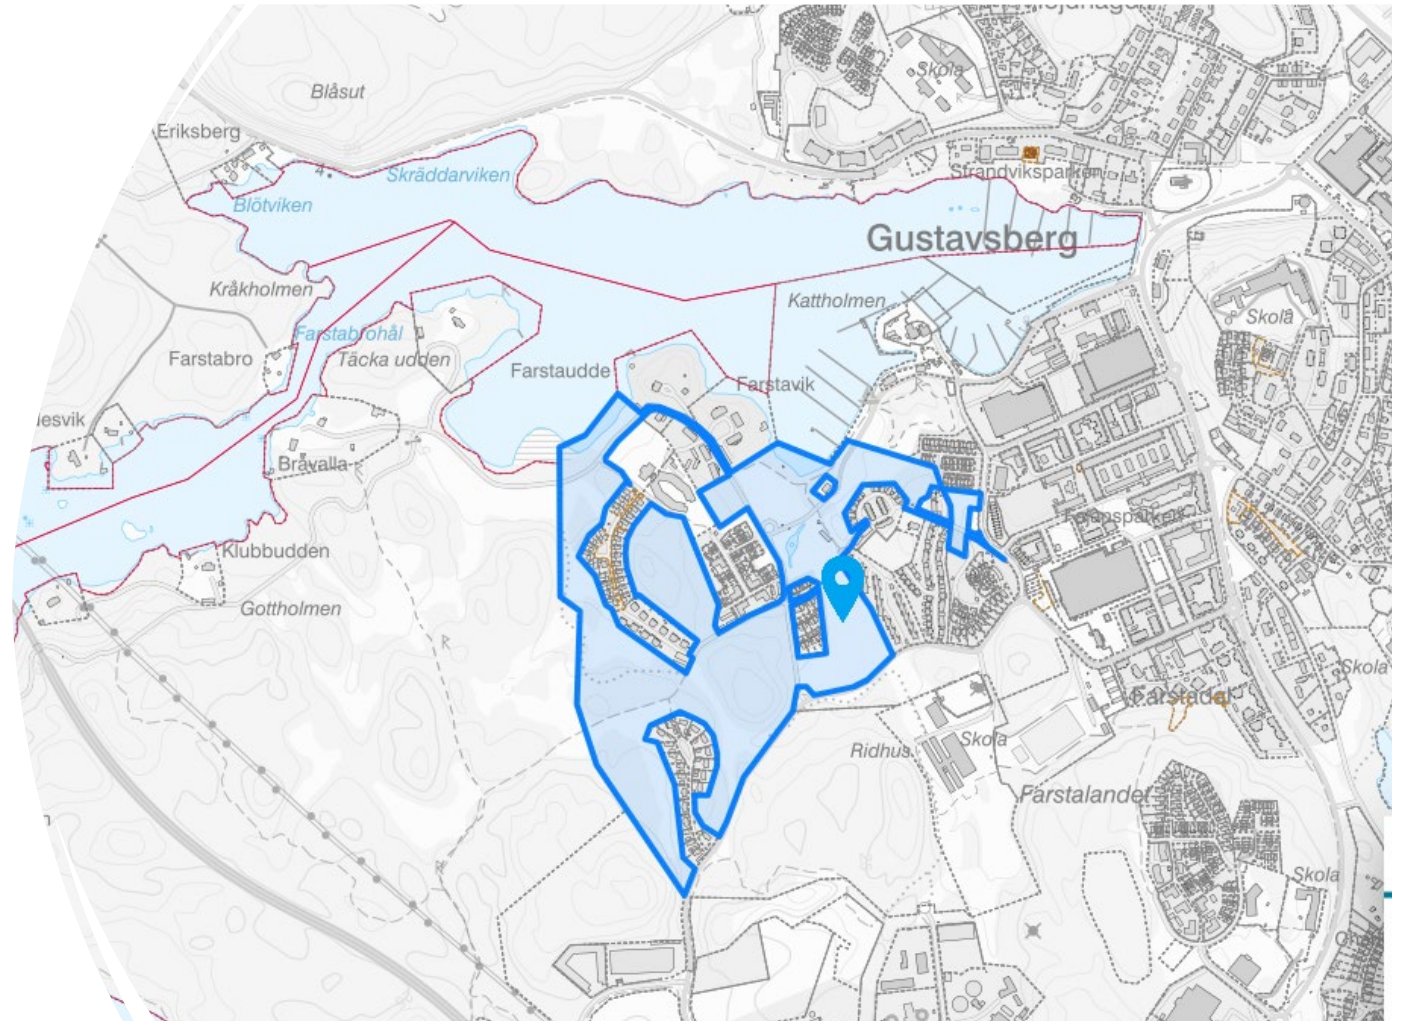 Skola
Blåsut
Eriksberg
Skräddarviken
Strandviksparken
Blötviken
Gustavsberg
Kråkholmen
Kattholmen
Skola
Farstabrohål
Farstabro
Täcka udden
Farstaudde
Farstavik
Bråvalla
Klubbudden
Gottholmen
Skola
Farstadal
Ridhus
Skola
Farstalandet
Skola